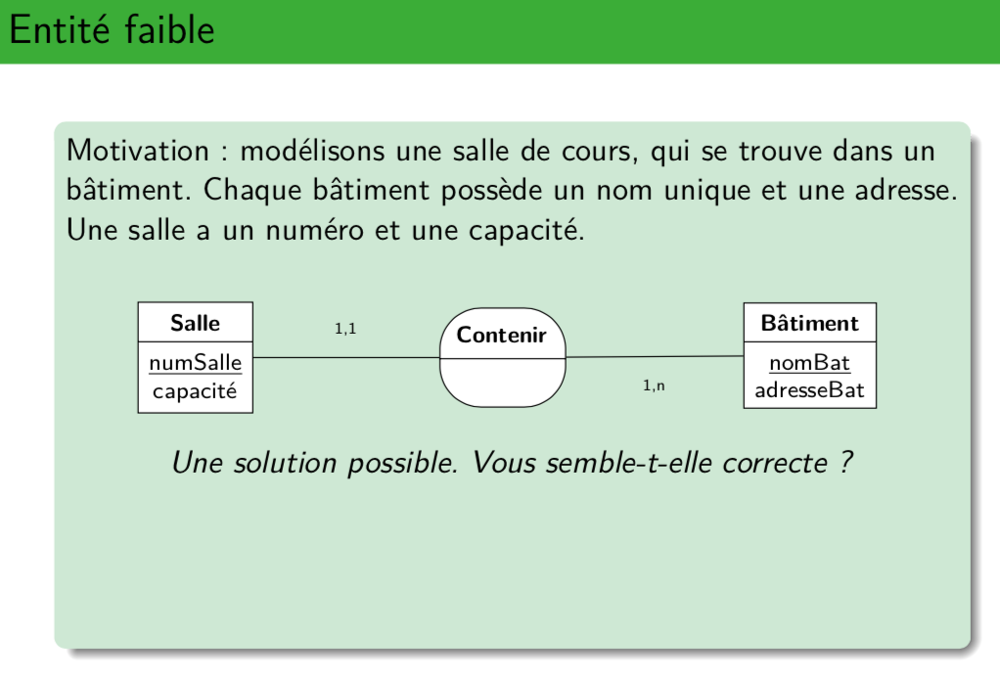 Entité faible
Motivation : modélisons une salle de cours, qui se trouve dans un
bâtiment. Chaque bâtiment possède un nom unique et une adresse.
Une salle a un numéro et une capacité.
Salle
numSalle
capacité
1,1
Contenir
1,n
Bâtiment
nomBat
adresseBat
Une solution possible. Vous semble-t-elle correcte ?